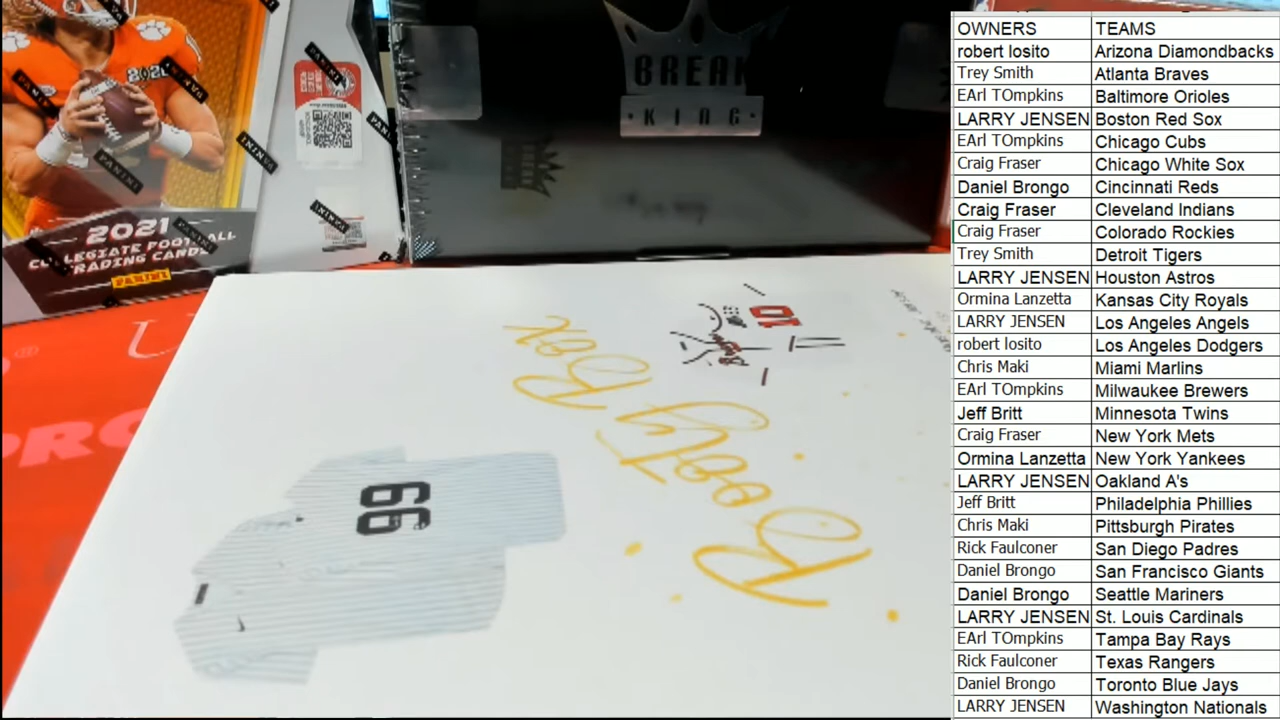 2021
COLLEGIATE FOOTBALL
TRADING CARDS
PANINI
PANINI
PANINI
PANINI
BREAK
KING
01
Rooty
99
OWNERS TEAMS
robert losito Arizona Diamondbacks
Trey Smith Atlanta Braves
EArl TOmpkins Baltimore Orioles
LARRY JENSEN Boston Red Sox
EArl TOmpkins Chicago Cubs
Craig Fraser Chicago White Sox
Daniel Brongo Cincinnati Reds
Craig Fraser Cleveland Indians
Craig Fraser Colorado Rockies
Trey Smith Detroit Tigers
LARRY JENSEN Houston Astros
Ormina Lanzetta Kansas City Royals
LARRY JENSEN Los Angeles Angels
robert losito Los Angeles Dodgers
Chris Maki Miami Marlins
EArl TOmpkins Milwaukee Brewers
Jeff Britt Minnesota Twins
Craig Fraser New York Mets
Ormina Lanzetta New York Yankees
LARRY JENSEN Oakland A's
Jeff Britt Philadelphia Phillies
Chris Maki Pittsburgh Pirates
Rick Faulconer San Diego Padres
Daniel Brongo San Francisco Giants
Daniel Brongo Seattle Mariners
LARRY JENSEN St. Louis Cardinals
EArl TOmpkins Tampa Bay Rays
Rick Faulconer Texas Rangers
Daniel Brongo Toronto Blue Jays
LARRY JENSEN Washington Nationals